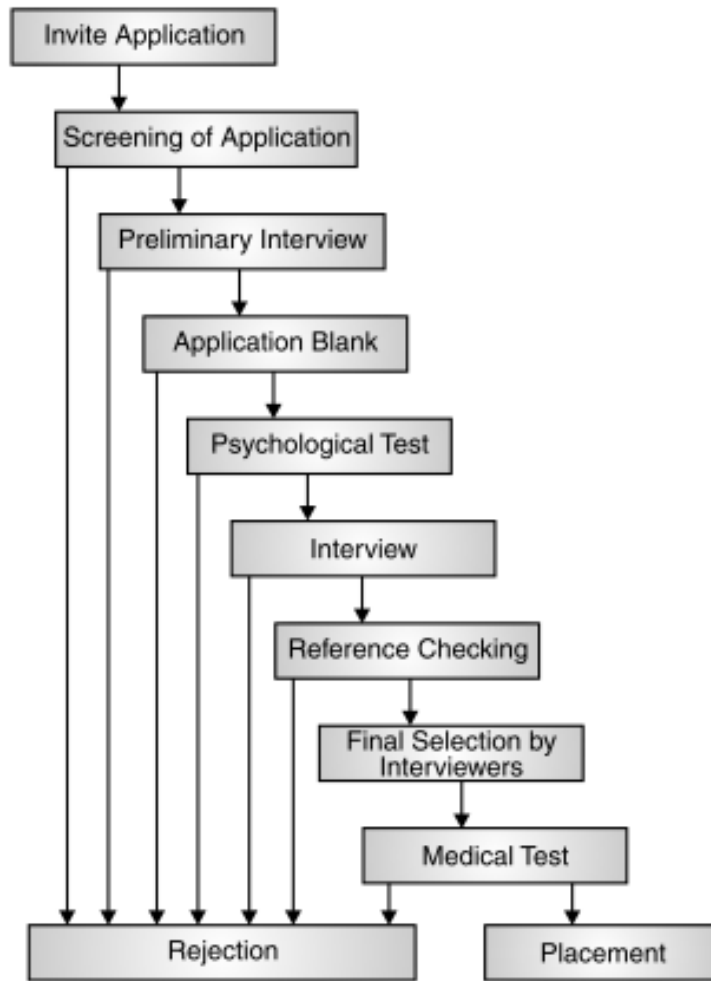 Invite Application
Screening of Application
Preliminary Interview
Application Blank
Psychological Test
Interview
Reference Checking
Final Selection by
Interviewers
Medical Test
Rejection
Placement